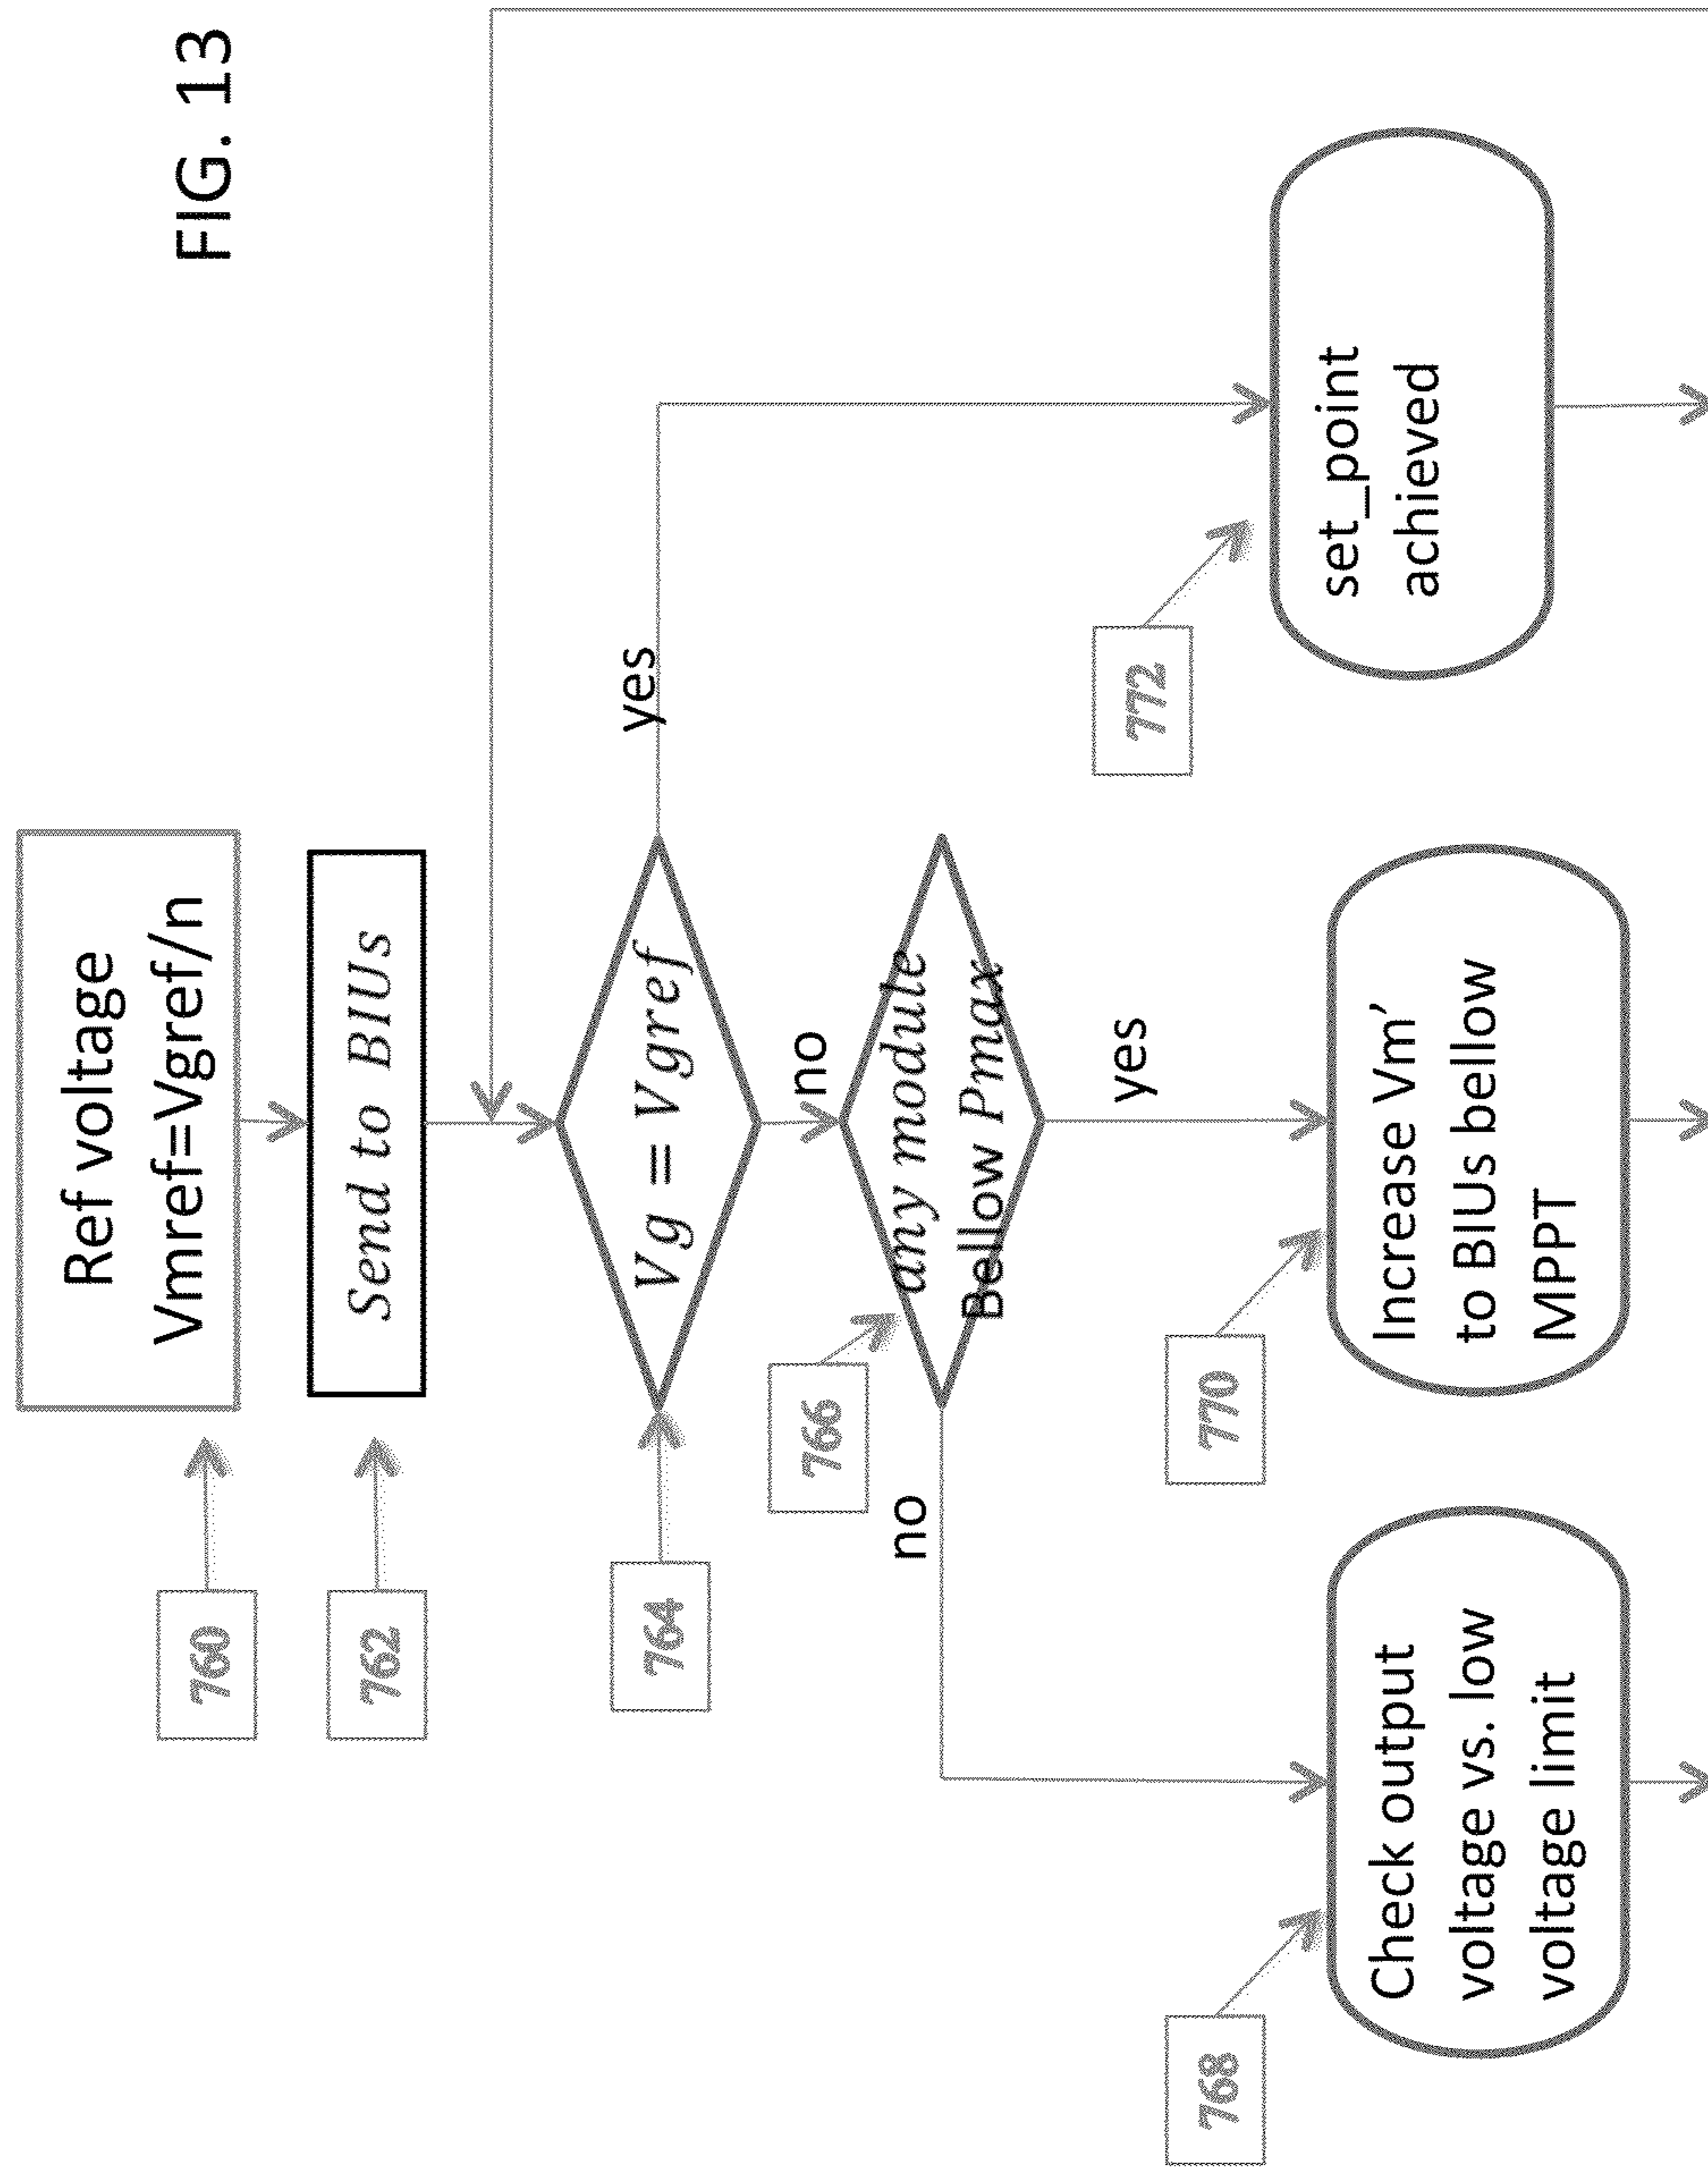 FIG. 13
Ref voltage
Vmref=Vgref/n
760
Send to BIUs
762
Vg = Vgref
764
yes
no
any module
Bellow Pmax
766
no
yes
Check output
voltage vs. low
voltage limit
768
Increase Vm’
to BIUs bellow
MPPT
770
set_point
achieved
772